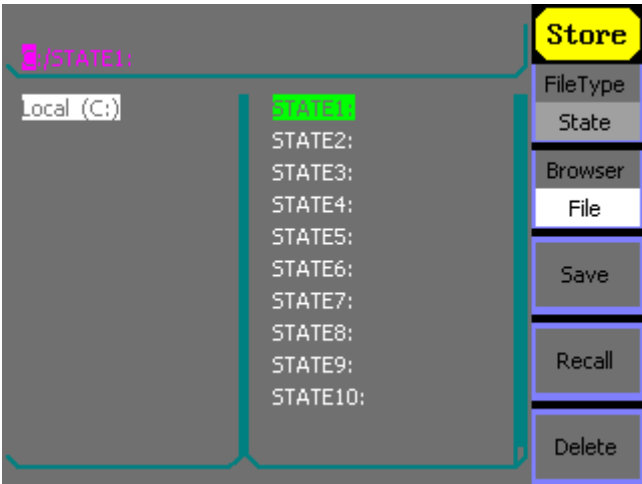 C:/STATE1:
Local (C:)
STATE1:
STATE2:
STATE3:
STATE4:
STATE5:
STATE6:
STATE7:
STATE8:
STATE9:
STATE10:
Store
FileType
State
Browser
File
Save
Recall
Delete